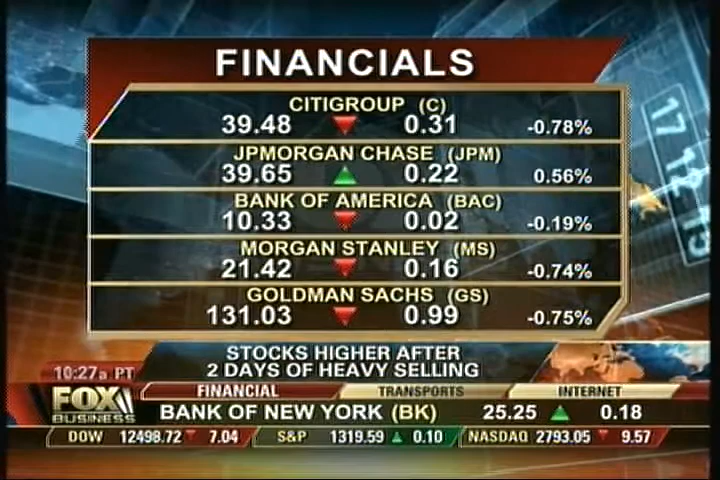 FINANCIALS
CITIGROUP (C)
39.48 0.31 -0.78%
JPMORGAN CHASE (JPM)
39.65 0.22 0.56%
BANK OF AMERICA (BAC)
10.33 0.02 -0.19%
MORGAN STANLEY (MS)
21.42 0.16 -0.74%
GOLDMAN SACHS (GS)
131.03 0.99 -0.75%
17 12 15
STOCKS HIGHER AFTER
2 DAYS OF HEAVY SELLING
10:27a PT
FINANCIAL TRANSPORTS INTERNET
FOX
BUSINESS
BANK OF NEW YORK (BK) 25.25 0.18
DOW 12498.72 7.04 S&P 1319.59 0.10 NASDAQ 2793.05 9.57